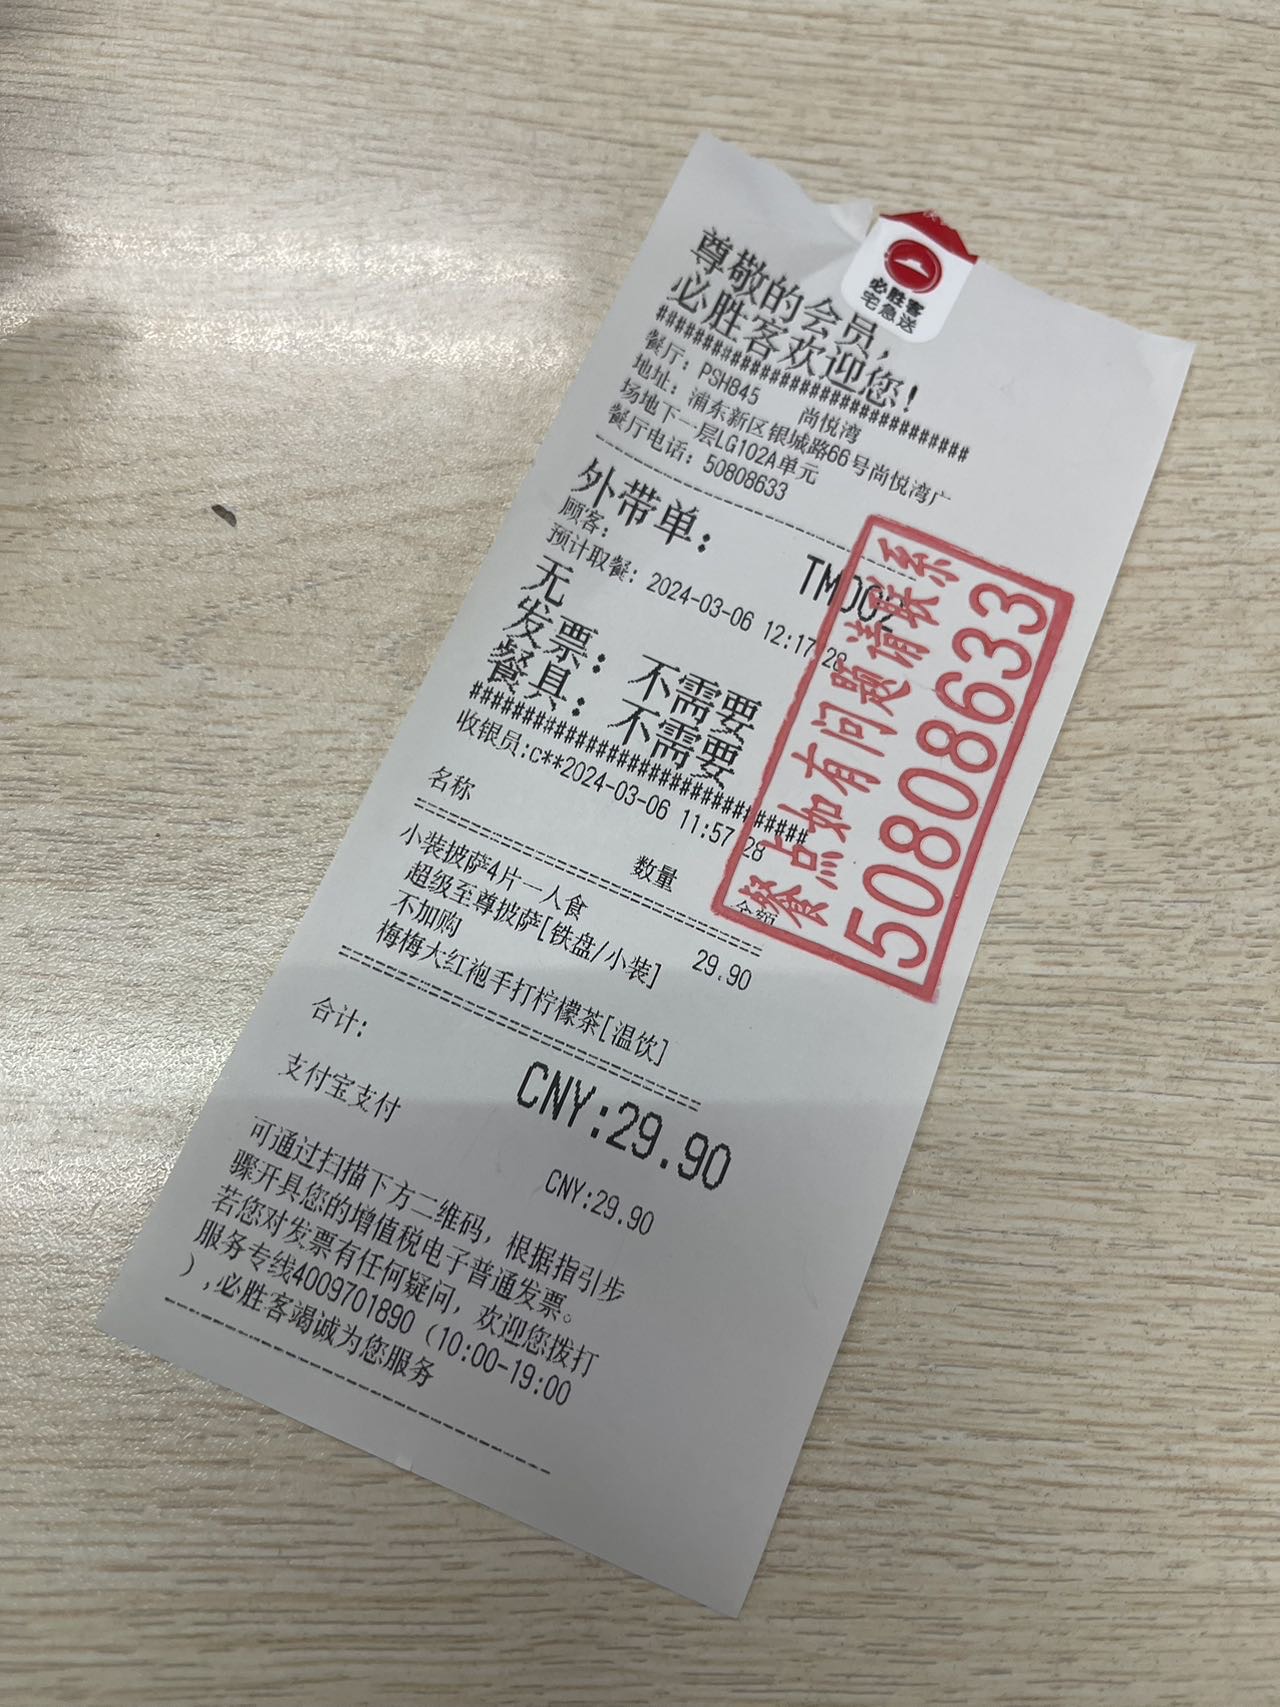 必胜客
宅急送
尊敬的会员，
必胜客欢迎您！
########################
餐厅：PSH845 尚悦湾
地址：浦东新区银城路66号尚悦湾广
场地下一层LG102A单元
餐厅电话：50808633
外带单： TM002
顾客：
预计取餐：2024-03-06 12:17:28
无
发票：不需要
餐具：不需要
##########################
收银员:c**2024-03-06 11:57:28
名称 数量 金额
小装披萨4片一人食 29.90
超级至尊披萨[铁盘/小装]
不加购
梅梅大红袍手打柠檬茶[温饮]
合计： CNY:29.90
支付宝支付 CNY:29.90
可通过扫描下方二维码，根据指引步
骤开具您的增值税电子普通发票。
若您对发票有任何疑问，欢迎您拨打
服务专线4009701890（10:00-19:00
），必胜客竭诚为您服务
餐点如有问题请联系
50808633